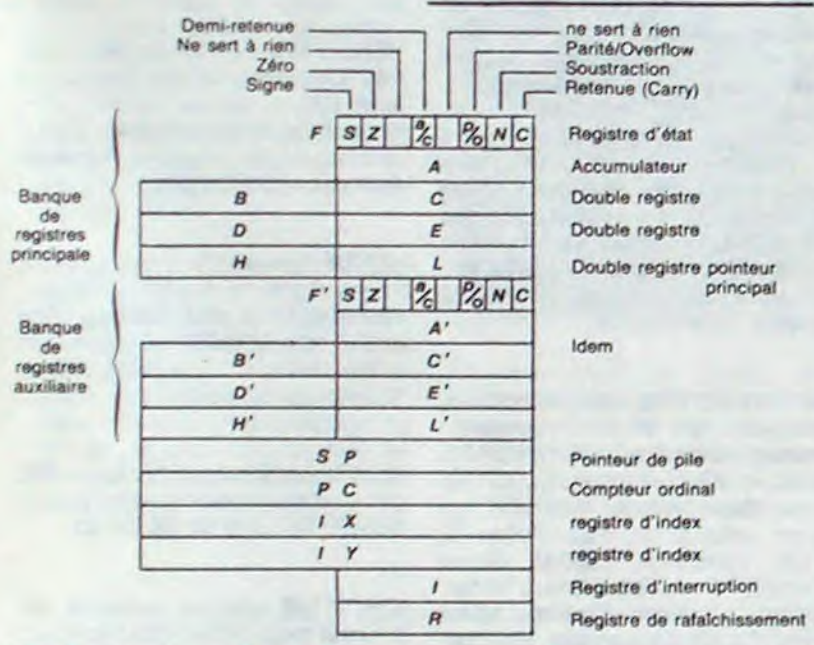 Demi-retenue
Ne sert à rien
Zéro
Signe
ne sert à rien
Parité/Overflow
Soustraction
Retenue (Carry)
F S Z a/c p/o N C Registre d'état
A Accumulateur
B C Double registre
D E Double registre
H L Double registre pointeur
principal
Banque
de
registres
principale
F' S Z a/c p/o N C
A'
Idem
B' C'
D' E'
H' L'
Banque
de
registres
auxiliaire
S P Pointeur de pile
P C Compteur ordinal
I X registre d'index
I Y registre d'index
I Registre d'interruption
R Registre de rafaîchissement